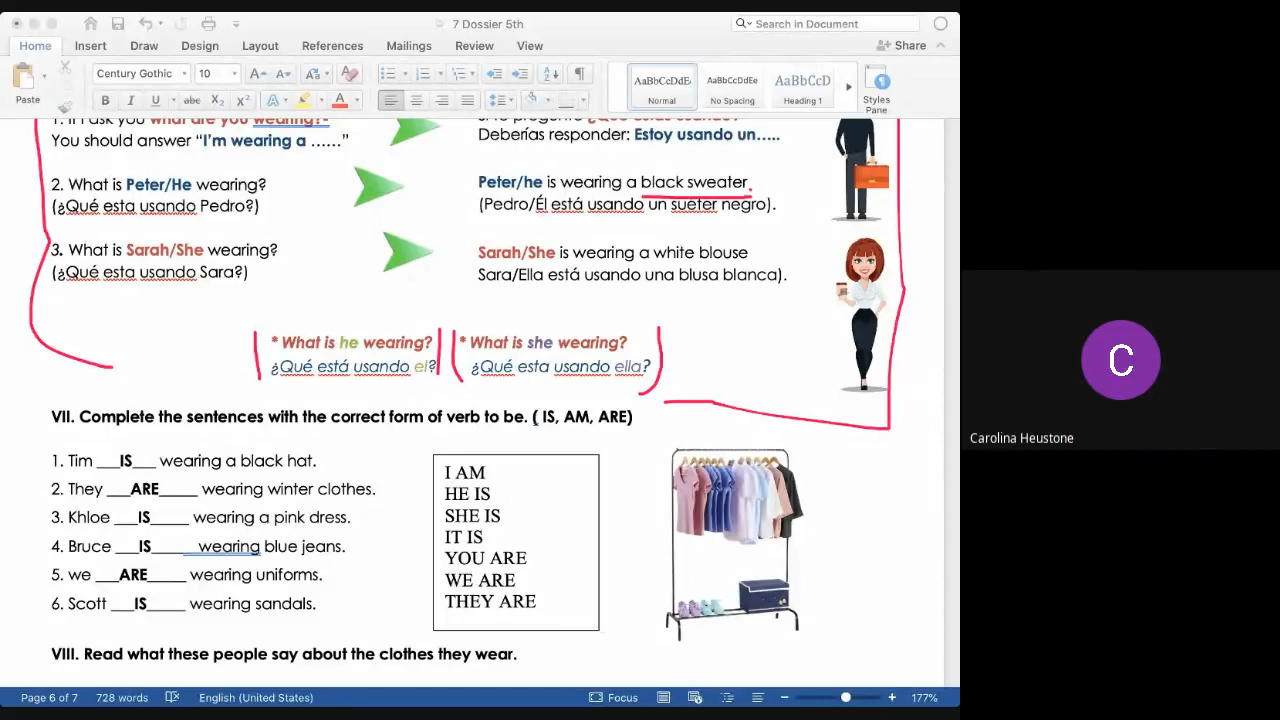 7 Dossier 5th
Search in Document
Home Insert Draw Design Layout References Mailings Review View
Share
Paste
Century Gothic 10
AaBbCcDdEe AaBbCcDdEe AaBbCcD
Normal No Spacing Heading 1
Styles Pane
what are you wearing?-
You should answer “I’m wearing a ……”
Deberías responder: Estoy usando un…..
2. What is Peter/He wearing?
(¿Qué esta usando Pedro?)
Peter/he is wearing a black sweater.
(Pedro/Él está usando un suéter negro).
3. What is Sarah/She wearing?
(¿Qué esta usando Sara?)
Sarah/She is wearing a white blouse
Sara/Ella está usando una blusa blanca).
* What is he wearing?
¿Qué está usando el?
* What is she wearing?
¿Qué esta usando ella?
VII. Complete the sentences with the correct form of verb to be. ( IS, AM, ARE)
1. Tim ___IS___ wearing a black hat.
2. They ___ARE_____ wearing winter clothes.
3. Khloe ___IS_____ wearing a pink dress.
4. Bruce ___IS_____ wearing blue jeans.
5. we ___ARE_____ wearing uniforms.
6. Scott ___IS_____ wearing sandals.
I AM
HE IS
SHE IS
IT IS
YOU ARE
WE ARE
THEY ARE
VIII. Read what these people say about the clothes they wear.
Page 6 of 7 728 words English (United States) Focus 177%
C
Carolina Heustone